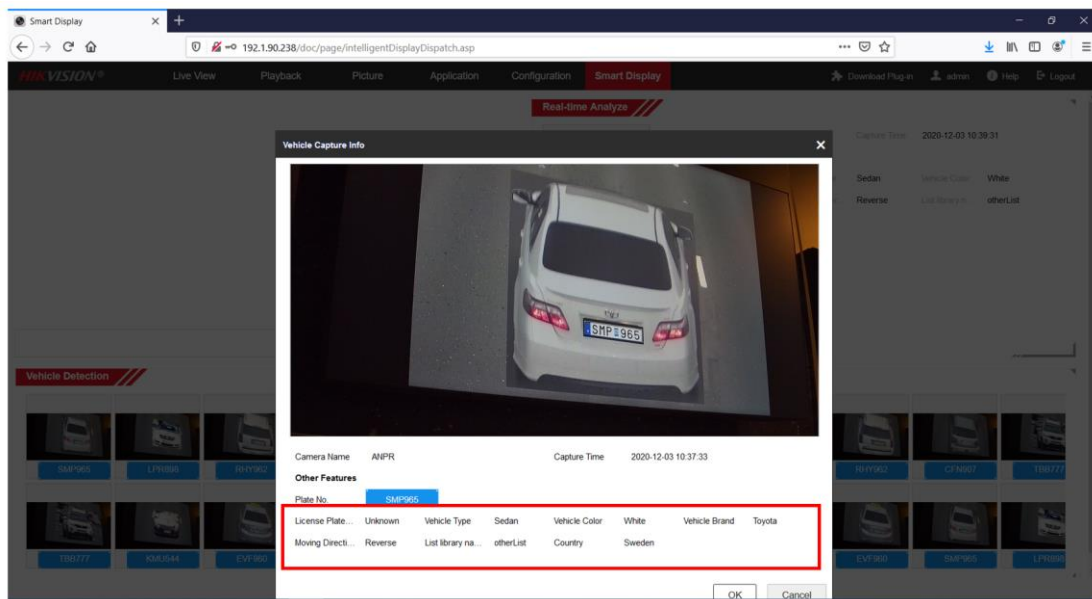 Smart Display
192.1.90.238/doc/page/intelligentDisplayDispatch.asp
HIKVISION® Live View Playback Picture Application Configuration Smart Display Download Plug-in admin Help Logout
Real-time Analyze
Capture Time 2020-12-03 10:39:31
Sedan Vehicle Color White
Reverse List library n otherList
Vehicle Capture Info
SMP 965
Vehicle Detection
SMP965 LPR898 RHY962 RHY962 CFN907 TBB777
TBB777 KMU544 EVF960 EVF960 SMP965 LPR898
Camera Name ANPR Capture Time 2020-12-03 10:37:33
Other Features
Plate No. SMP965
License Plate... Unknown Vehicle Type Sedan Vehicle Color White Vehicle Brand Toyota
Moving Directi... Reverse List library na... otherList Country Sweden
OK Cancel